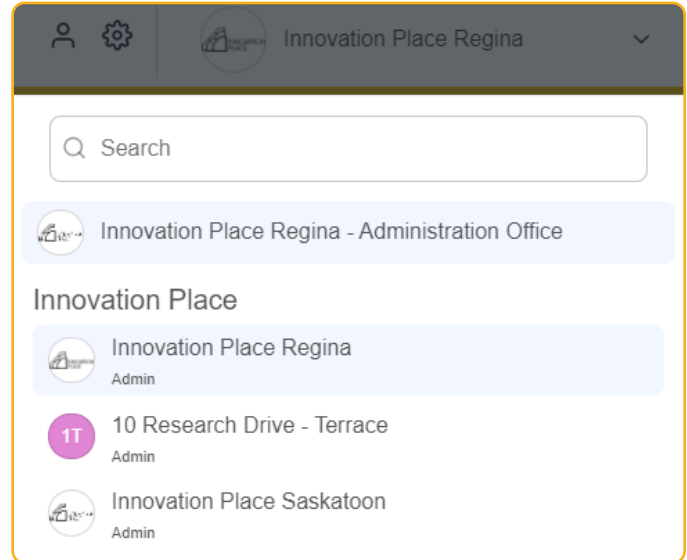 Innovation Place Regina
Search
Innovation Place Regina - Administration Office
Innovation Place
Innovation Place Regina
Admin
1T
10 Research Drive - Terrace
Admin
Innovation Place Saskatoon
Admin